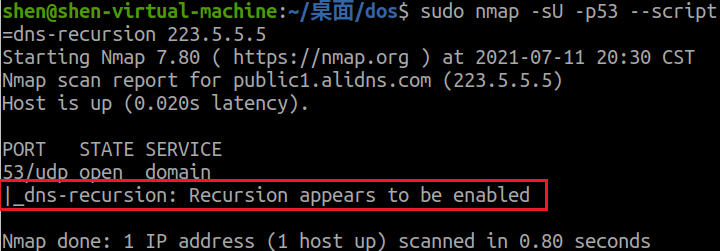 shen@shen-virtual-machine:~/桌面/dos$ sudo nmap -sU -p53 --script
=dns-recursion 223.5.5.5
Starting Nmap 7.80 ( https://nmap.org ) at 2021-07-11 20:30 CST
Nmap scan report for public1.alidns.com (223.5.5.5)
Host is up (0.020s latency).
PORT   STATE SERVICE
53/udp open  domain
|_dns-recursion: Recursion appears to be enabled
Nmap done: 1 IP address (1 host up) scanned in 0.80 seconds